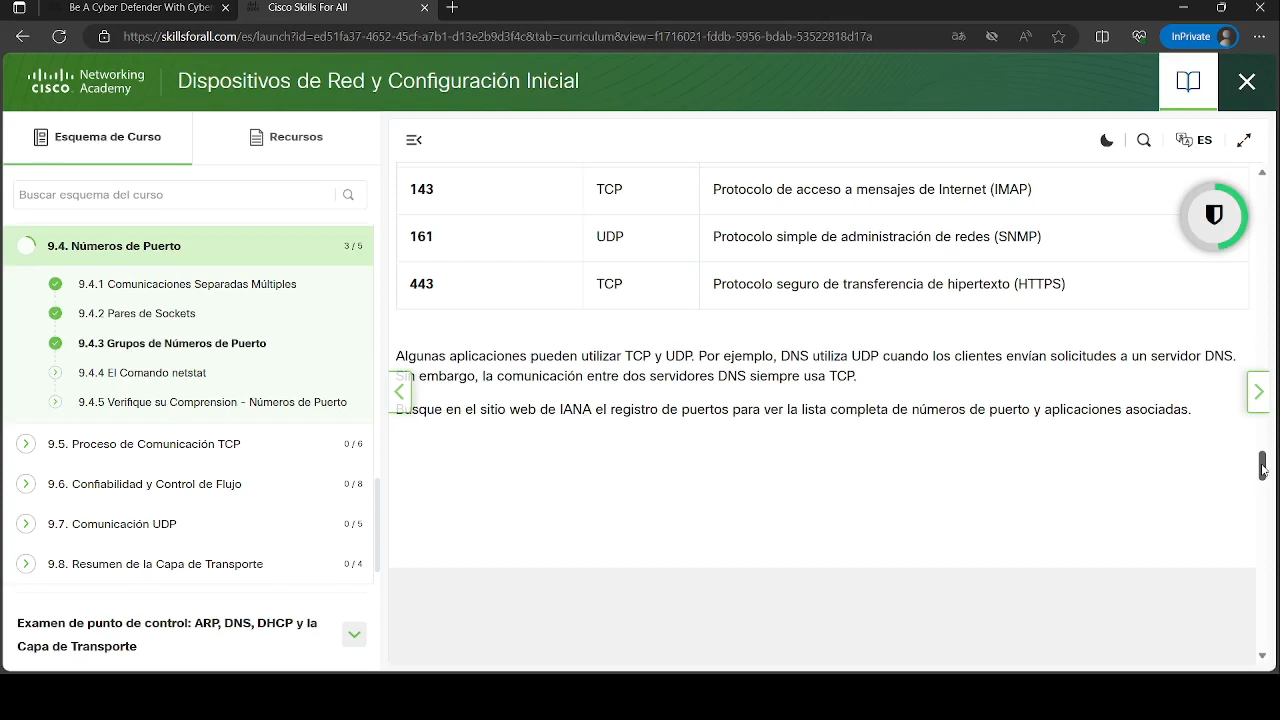 Be A Cyber Defender With Cyber
Cisco Skills For All
https://skillsforall.com/es/launch?id=ed51fa37-4652-45cf-a7b1-d13e2b9d3f4c8&tab=curriculum&view=f1716021-fddb-5956-bdab-53522818d17a
InPrivate
CISCO Networking Academy
Dispositivos de Red y Configuración Inicial
Esquema de Curso
Recursos
ES
Buscar esquema del curso
9.4. Números de Puerto 3 / 5
9.4.1 Comunicaciones Separadas Múltiples
9.4.2 Pares de Sockets
9.4.3 Grupos de Números de Puerto
9.4.4 El Comando netstat
9.4.5 Verifique su Comprension - Números de Puerto
9.5. Proceso de Comunicación TCP 0 / 6
9.6. Confiabilidad y Control de Flujo 0 / 8
9.7. Comunicación UDP 0 / 5
9.8. Resumen de la Capa de Transporte 0 / 4
Examen de punto de control: ARP, DNS, DHCP y la
Capa de Transporte
143 TCP Protocolo de acceso a mensajes de Internet (IMAP)
161 UDP Protocolo simple de administración de redes (SNMP)
443 TCP Protocolo seguro de transferencia de hipertexto (HTTPS)
Algunas aplicaciones pueden utilizar TCP y UDP. Por ejemplo, DNS utiliza UDP cuando los clientes envían solicitudes a un servidor DNS.
Sin embargo, la comunicación entre dos servidores DNS siempre usa TCP.
Busque en el sitio web de IANA el registro de puertos para ver la lista completa de números de puerto y aplicaciones asociadas.